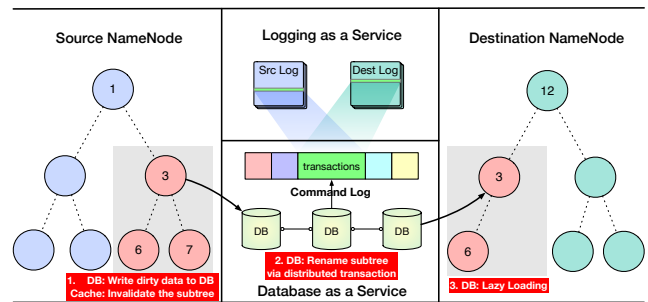 Source NameNode
Logging as a Service
Destination NameNode
Src Log
Dest Log
1
12
3
transactions
3
Command Log
DB
DB
DB
6
7
6
1. DB: Write dirty data to DB
Cache: Invalidate the subtree
2. DB: Rename subtree
via distributed transaction
3. DB: Lazy Loading
Database as a Service